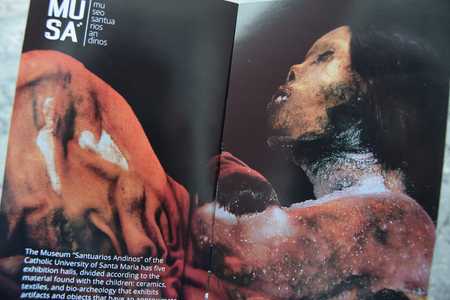 MU
SA
mu
seo
santua
rios
an
dinos
The Museum "Santuarios Andinos" of the
Catholic University of Santa Maria has five
exhibition halls, divided according to the
material found with the children: ceramics,
textiles, and bio-archeology that exhibits
artifacts and objects that have an approximate